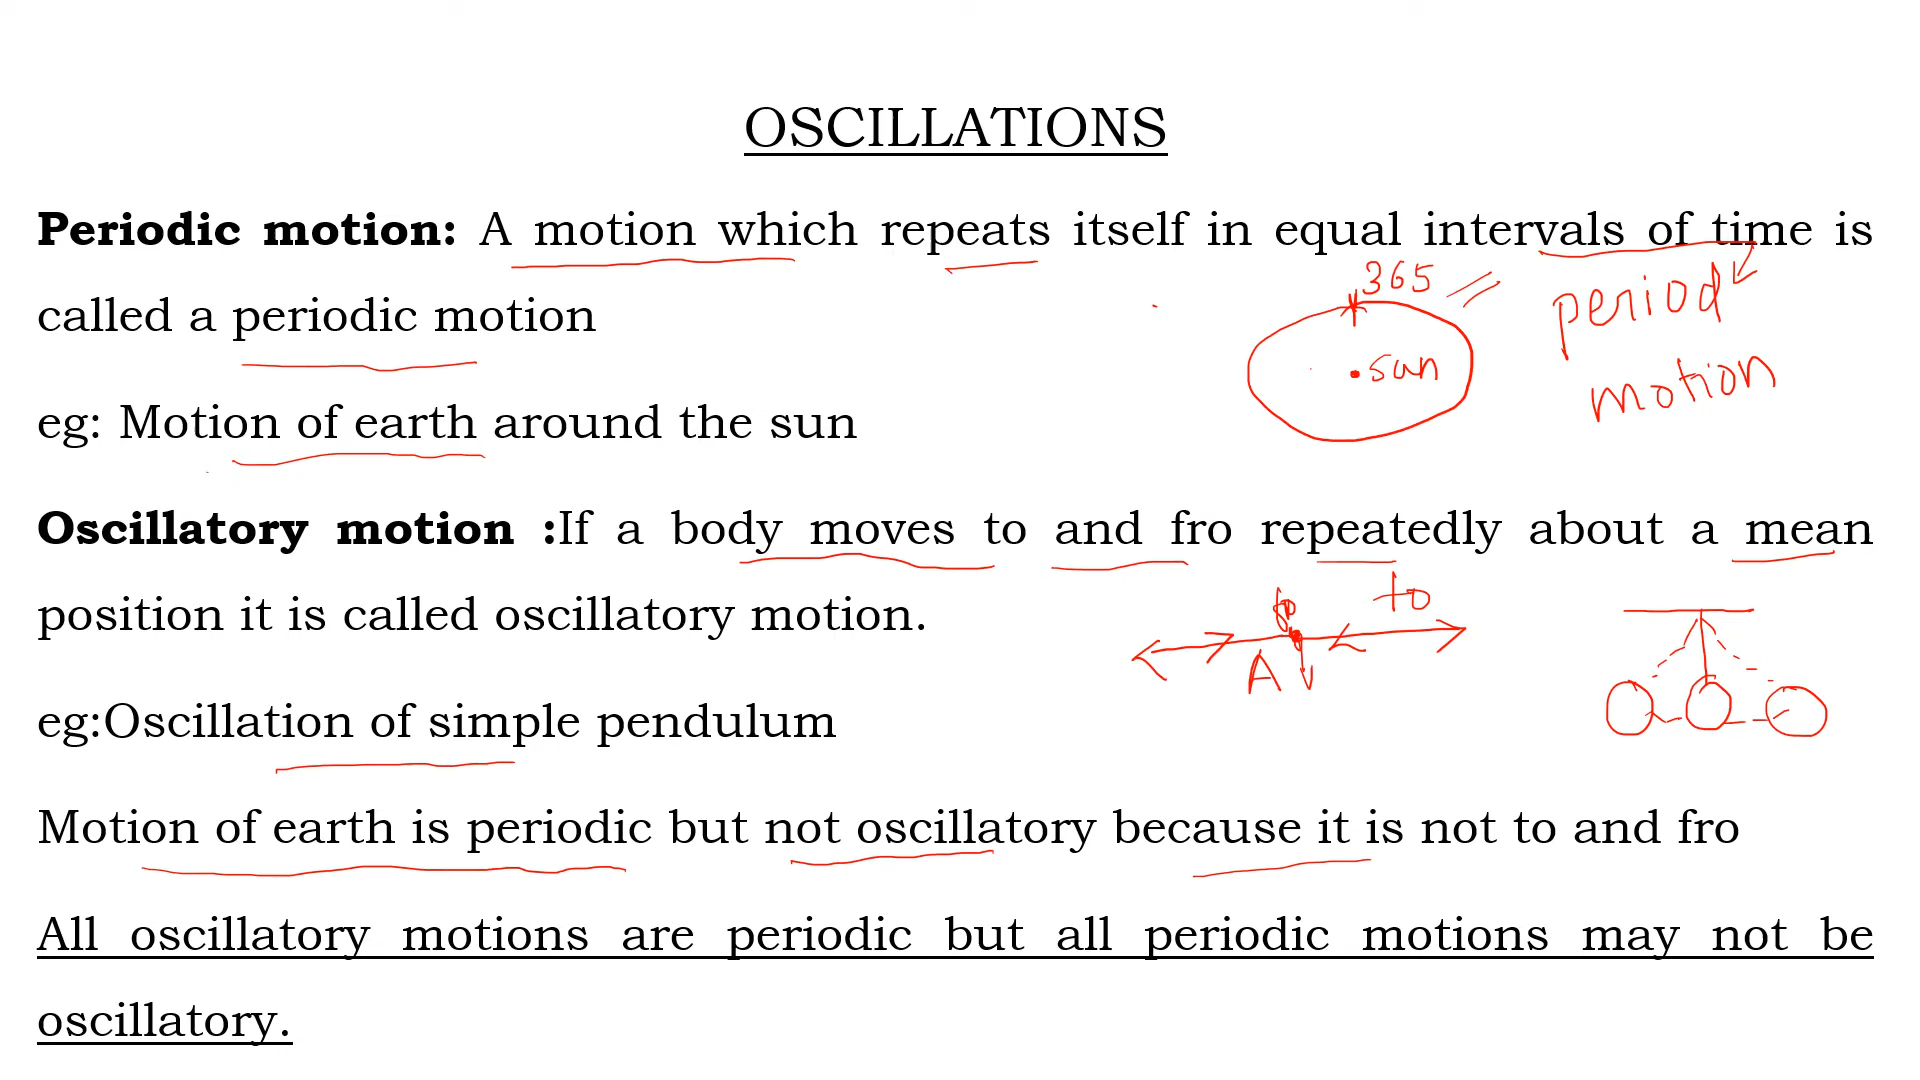 OSCILLATIONS
Periodic motion: A motion which repeats itself in equal intervals of time is
called a periodic motion
365
period
sun
motion
eg: Motion of earth around the sun
Oscillatory motion :If a body moves to and fro repeatedly about a mean
position it is called oscillatory motion.
to
A
eg:Oscillation of simple pendulum
Motion of earth is periodic but not oscillatory because it is not to and fro
All oscillatory motions are periodic but all periodic motions may not be
oscillatory.